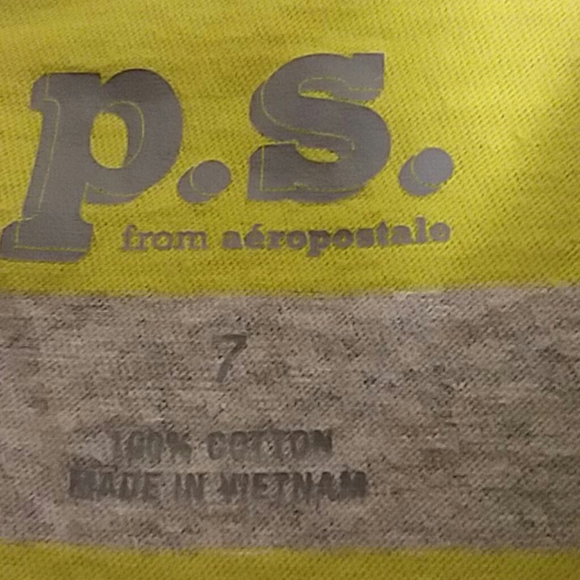 p.s.
from aéropostale
7
100% COTTON
MADE IN VIETNAM